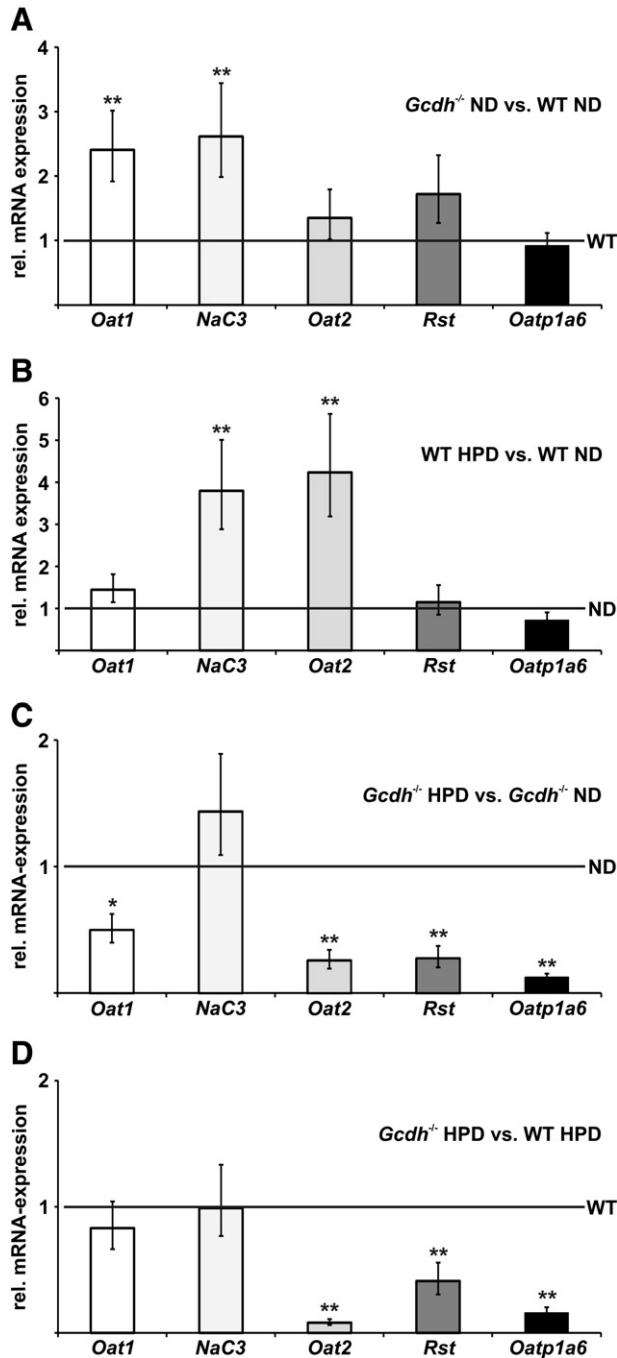 A
rel. mRNA expression
4
3
2
1
** **
Gcdh-/- ND vs. WT ND
WT
Oat1 NaC3 Oat2 Rst Oatp1a6
B
rel. mRNA expression
6
5
4
3
2
1
** **
WT HPD vs. WT ND
ND
Oat1 NaC3 Oat2 Rst Oatp1a6
C
rel. mRNA-expression
2
1
Gcdh-/- HPD vs. Gcdh-/- ND
ND
* ** ** **
Oat1 NaC3 Oat2 Rst Oatp1a6
D
rel. mRNA-expression
2
1
Gcdh-/- HPD vs. WT HPD
WT
** ** **
Oat1 NaC3 Oat2 Rst Oatp1a6